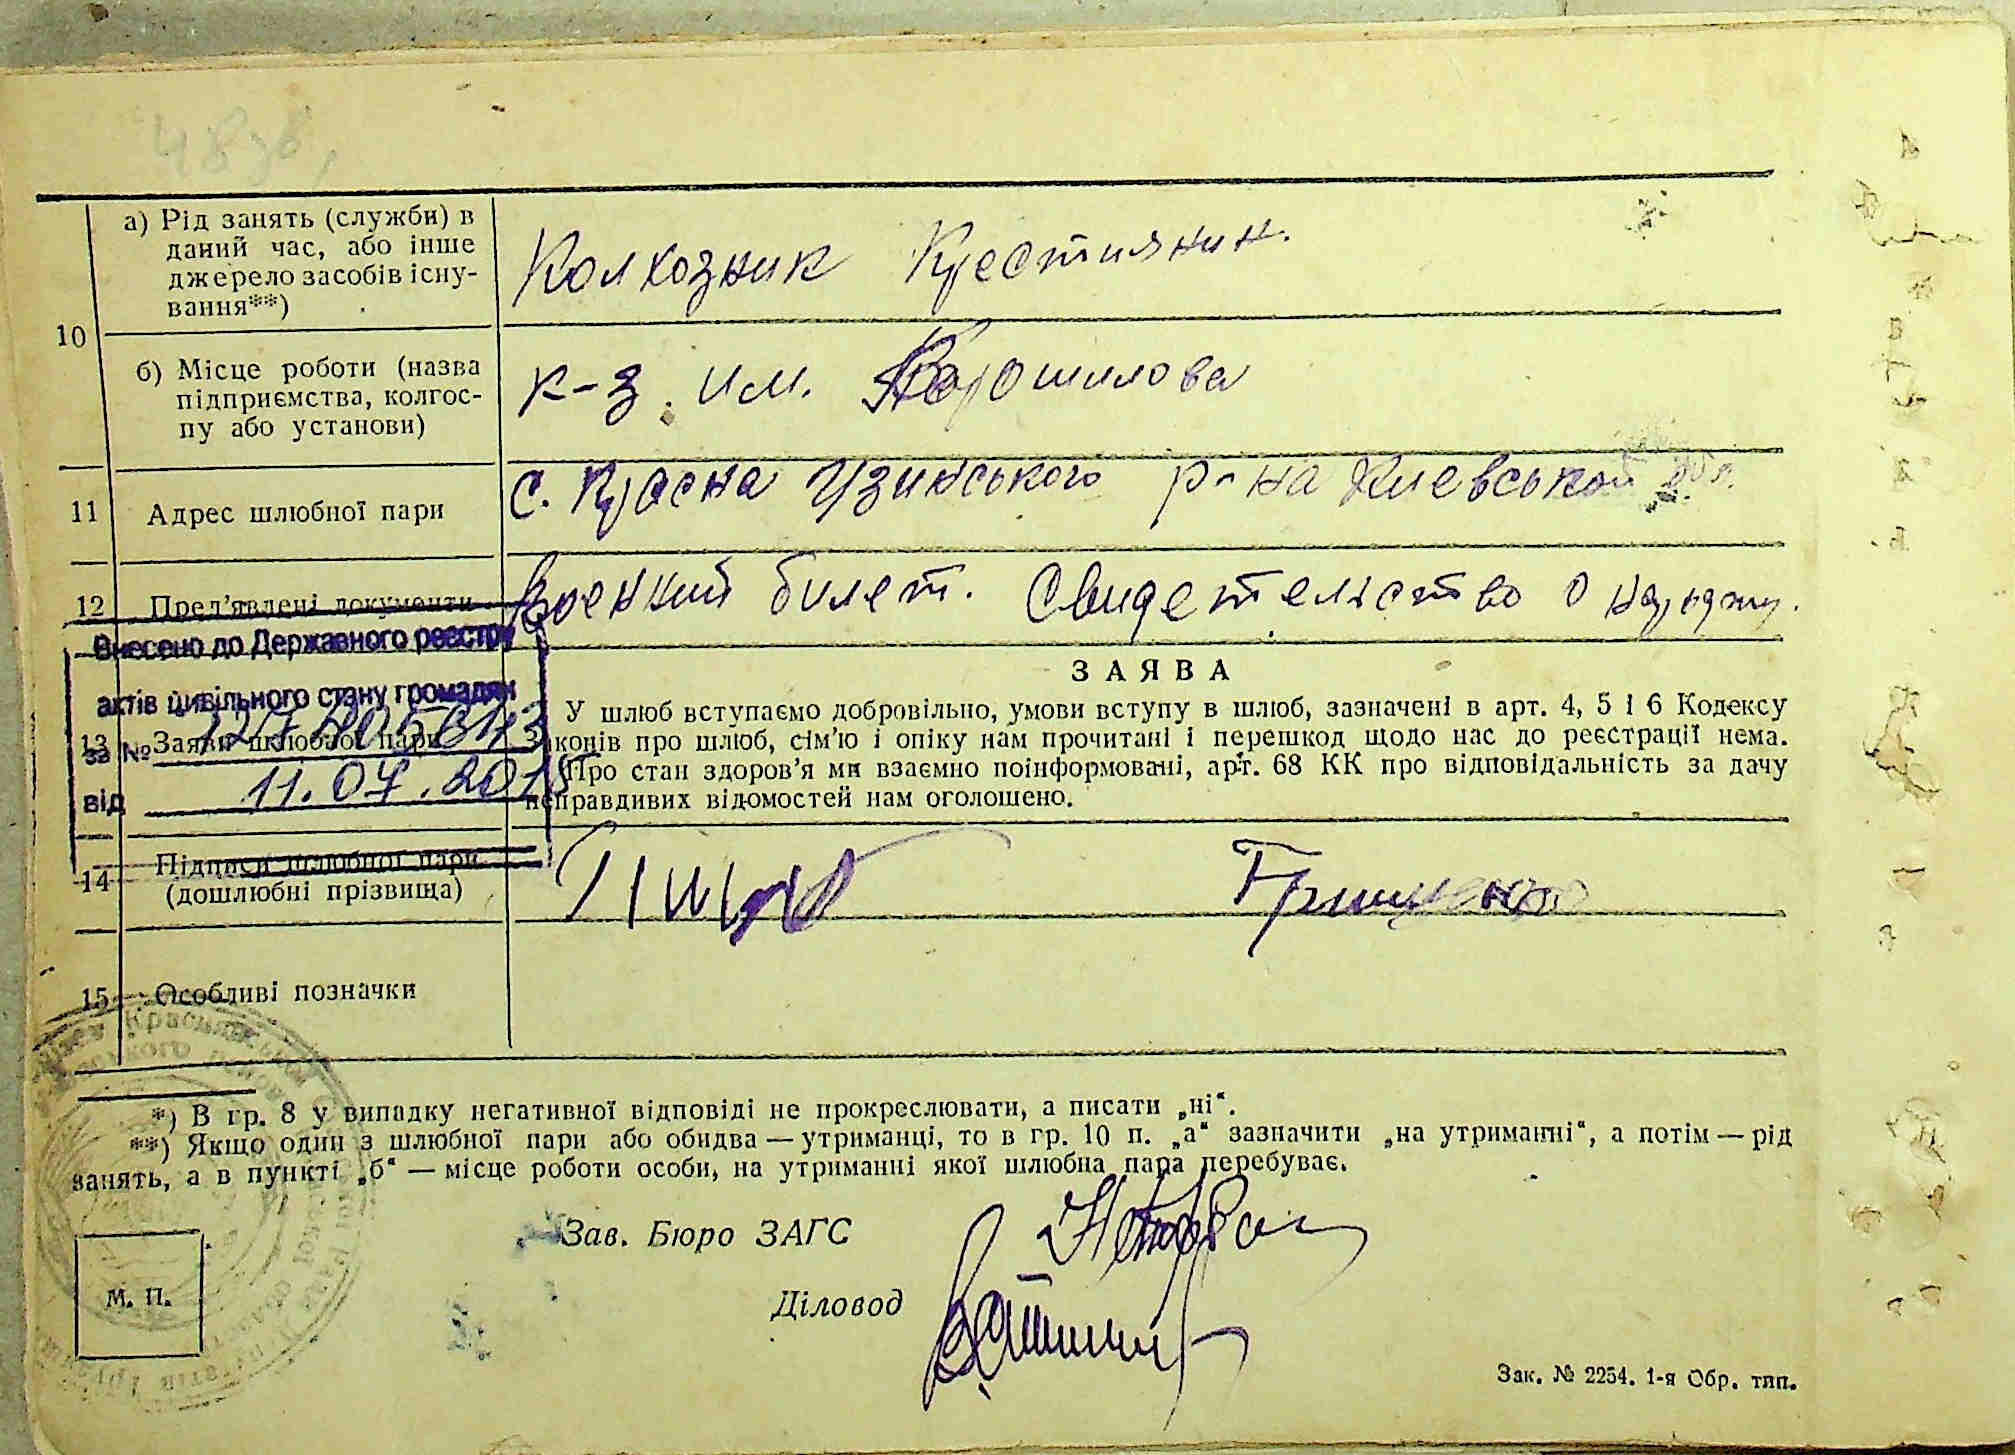 а) Рід занять (служби) в
даний час, або інше
джерело засобів існу-
вання**)
Колхозник Крестиянин.
10
б) Місце роботи (назва
підприємства, колгос-
пу або установи)
к-з им. Ворошилова
11 Адрес шлюбної пари
с. Красна Узинського р-на Киевськой обл.
12 Пред'явлені документи
Военний билет. Свидетельство о
Внесено до Державного реєстру
актів цивільного стану громадян
за №
від 11.07.201
13 Заяви шлюбної пари
ЗАЯВА
У шлюб вступаємо добровільно, умови вступу в шлюб, зазначені в арт. 4, 5 і 6 Кодексу
Законів про шлюб, сім'ю і опіку нам прочитані і перешкод щодо нас до реєстрації нема.
Про стан здоров'я ми взаємно поінформовані, арт. 68 КК про відповідальність за дачу
неправдивих відомостей нам оголошено.
14 Підписи шлюбної пари
(дошлюбні прізвища)
Грищенко
15 Особливі позначки
*) В гр. 8 у випадку негативної відповіді не прокреслювати, а писати „ні“.
**) Якщо один з шлюбної пари або обидва — утриманці, то в гр. 10 п. „а“ зазначити „на утриманні“, а потім — рід
занять, а в пункті „б“ — місце роботи особи, на утриманні якої шлюбна пара перебуває.
Зав. Бюро ЗАГС
Діловод
М. П.
Зак. № 2254. 1-я Обр. тип.